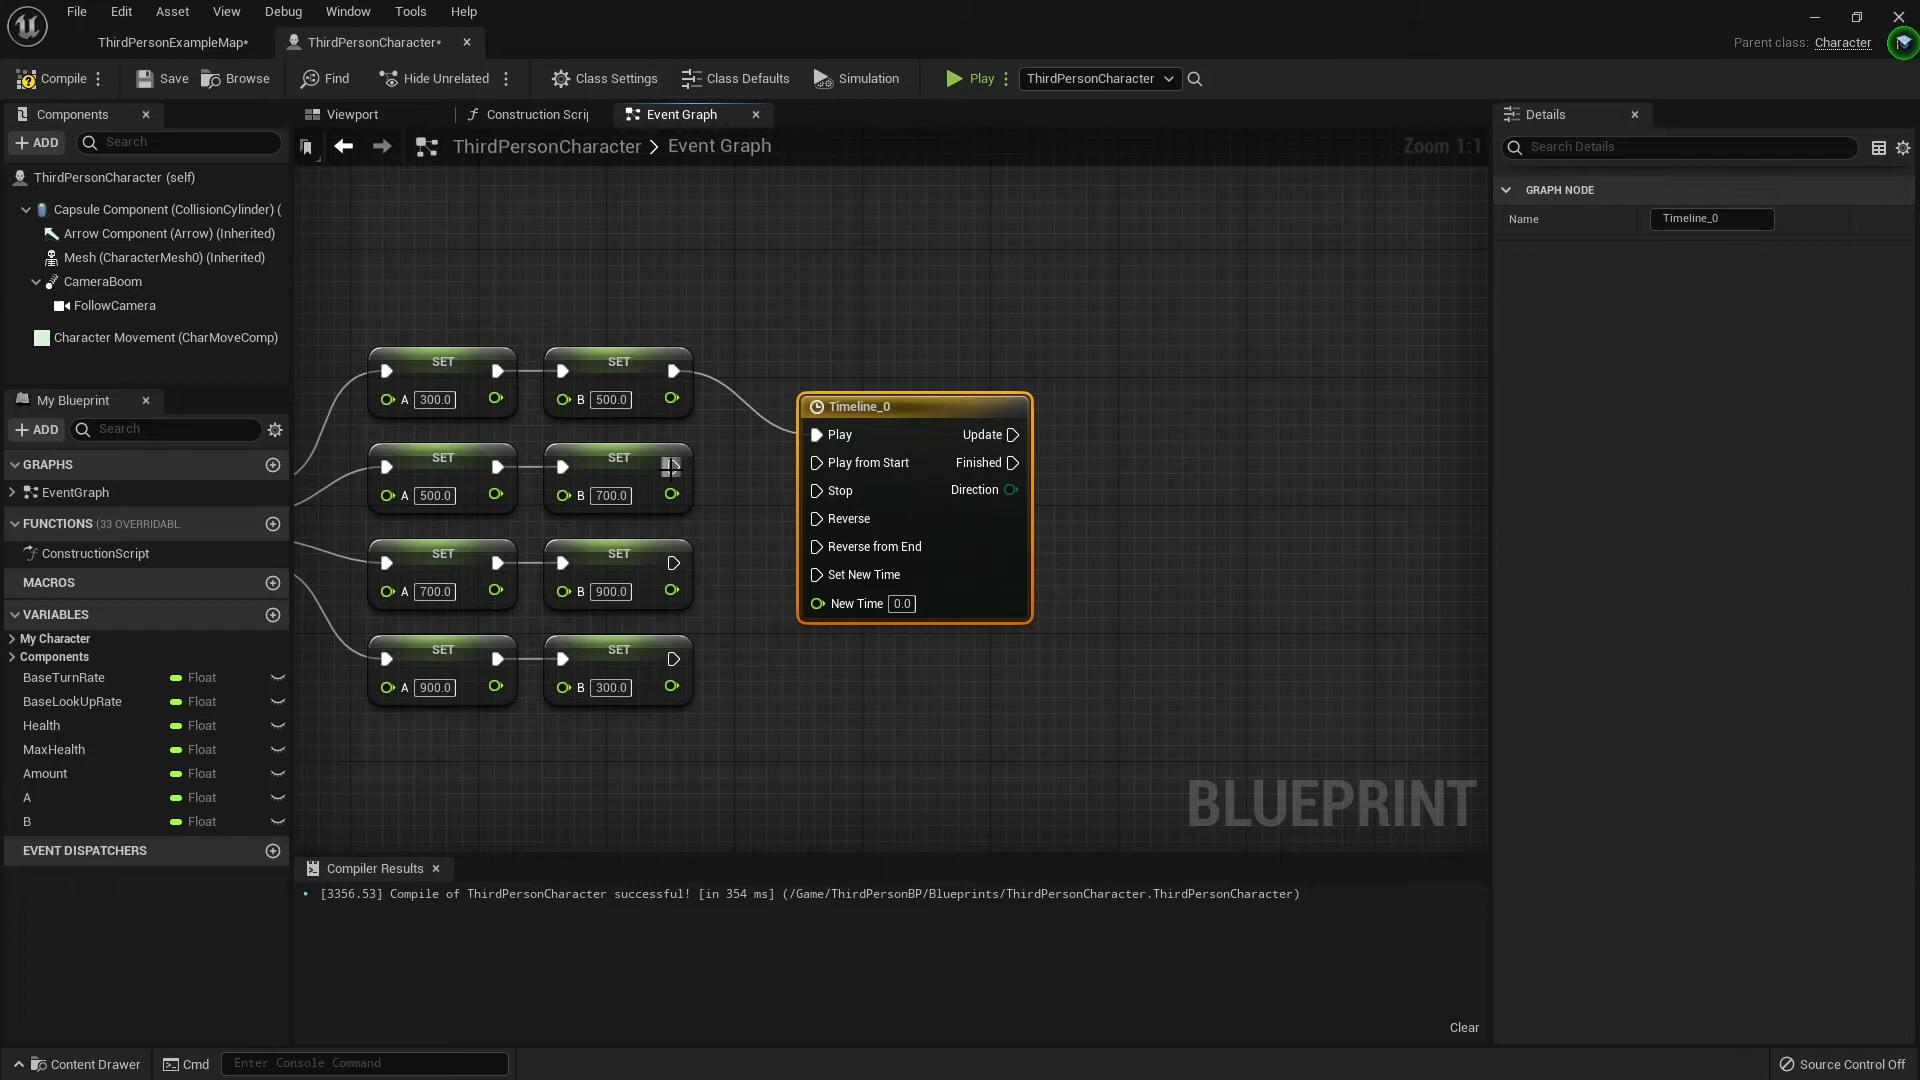 File Edit Asset View Debug Window Tools Help
ThirdPersonExampleMap* ThirdPersonCharacter* Parent class: Character
Compile Save Browse Find Hide Unrelated Class Settings Class Defaults Simulation Play ThirdPersonCharacter
Components Viewport Construction Scri Event Graph Details
ADD Search ThirdPersonCharacter > Event Graph Zoom 1:1 Search Details
ThirdPersonCharacter (self)
GRAPH NODE
Name Timeline_0
Capsule Component (CollisionCylinder) (
Arrow Component (Arrow) (Inherited)
Mesh (CharacterMesh0) (Inherited)
CameraBoom
FollowCamera
Character Movement (CharMoveComp)
My Blueprint
ADD Search
GRAPHS
EventGraph
FUNCTIONS (33 OVERRIDABL
ConstructionScript
MACROS
VARIABLES
My Character
Components
BaseTurnRate Float
BaseLookUpRate Float
Health Float
MaxHealth Float
Amount Float
A Float
B Float
EVENT DISPATCHERS
SET SET
A 300.0 B 500.0
SET SET
A 500.0 B 700.0
SET SET
A 700.0 B 900.0
SET SET
A 900.0 B 300.0
Timeline_0
Play Update
Play from Start Finished
Stop Direction
Reverse
Reverse from End
Set New Time
New Time 0.0
BLUEPRINT
Compiler Results
[3356.53] Compile of ThirdPersonCharacter successful! [in 354 ms] (/Game/ThirdPersonBP/Blueprints/ThirdPersonCharacter.ThirdPersonCharacter)
Clear
Content Drawer Cmd Enter Console Command Source Control Off